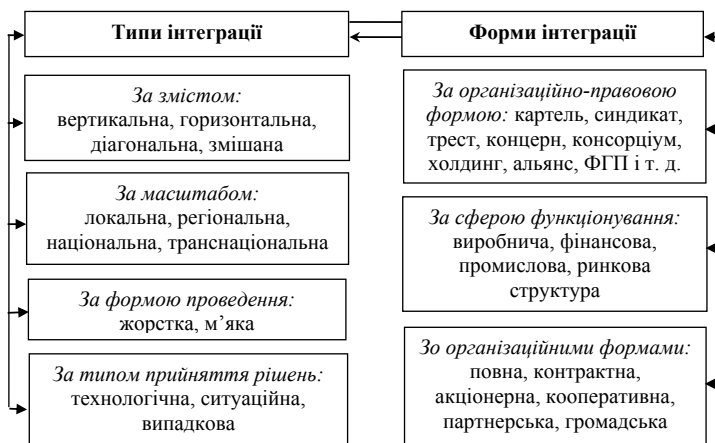 Типи інтеграції
За змістом:
вертикальна, горизонтальна,
діагональна, змішана
За масштабом:
локальна, регіональна,
національна, транснаціональна
За формою проведення:
жорстка, м’яка
За типом прийняття рішень:
технологічна, ситуаційна,
випадкова
Форми інтеграції
За організаційно-правовою
формою: картель, синдикат,
трест, концерн, консорціум,
холдинг, альянс, ФГП і т. д.
За сферою функціонування:
виробнича, фінансова,
промислова, ринкова
структура
Зо організаційними формами:
повна, контрактна,
акціонерна, кооперативна,
партнерська, громадська